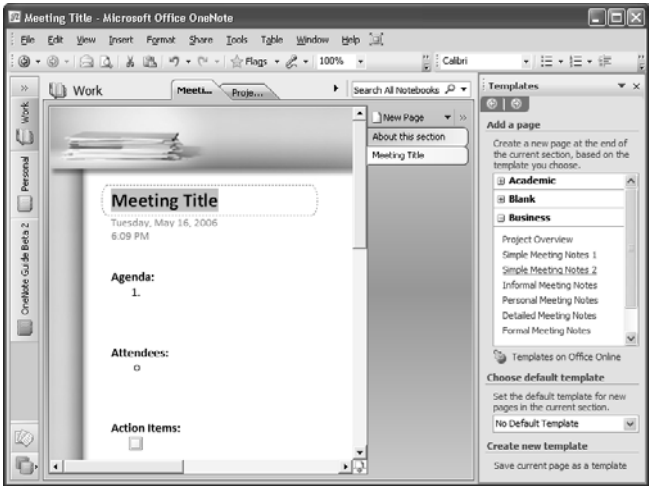 Meeting Title - Microsoft Office OneNote
File Edit View Insert Format Share Tools Table Window Help
Flags 100% Calibri
Work Meeti... Proje... Search All Notebooks
Work
Personal
OneNote Guide Beta 2
New Page
About this section
Meeting Title
Meeting Title
Tuesday, May 16, 2006
6:09 PM
Agenda:
1.
Attendees:
Action Items:
Templates
Add a page
Create a new page at the end of
the current section, based on the
template you choose.
Academic
Blank
Business
Project Overview
Simple Meeting Notes 1
Simple Meeting Notes 2
Informal Meeting Notes
Personal Meeting Notes
Detailed Meeting Notes
Formal Meeting Notes
Templates on Office Online
Choose default template
Set the default template for new
pages in the current section.
No Default Template
Create new template
Save current page as a template